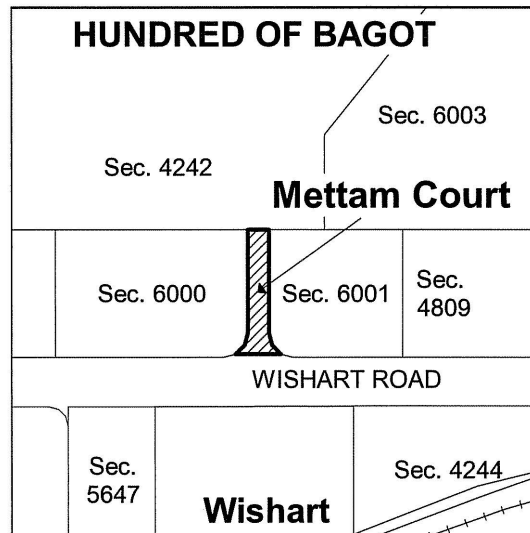 HUNDRED OF BAGOT
Sec. 6003
Sec. 4242
Mettam Court
Sec. 6000
Sec. 6001
Sec.
4809
WISHART ROAD
Sec.
5647
Sec. 4244
Wishart